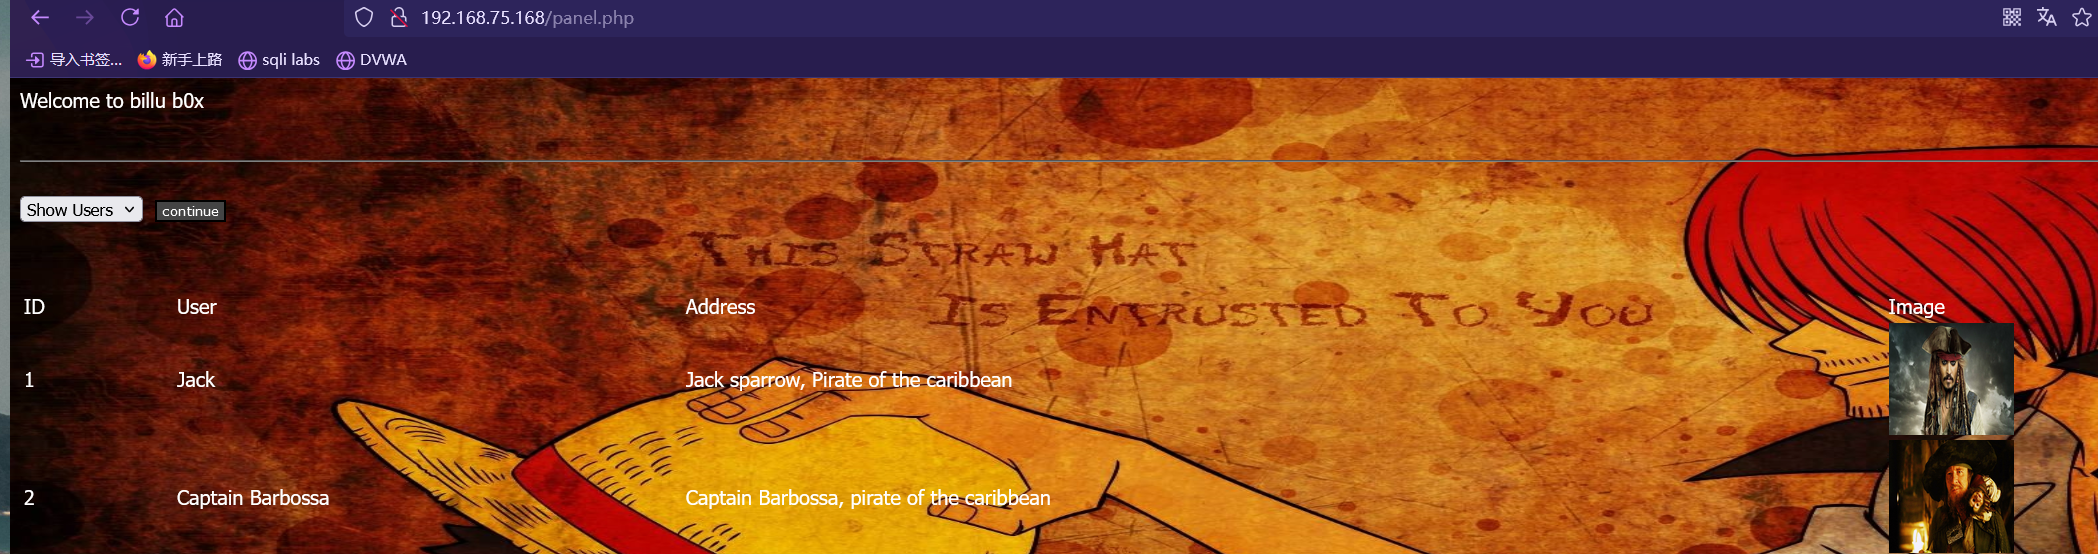 192.168.75.168/panel.php
导入书签... 新手上路 sqli labs DVWA
Welcome to billu b0x
Show Users continue
THIS STRAW HAT
IS ENTRUSTED TO YOU
ID User Address Image
1 Jack Jack sparrow, Pirate of the caribbean
2 Captain Barbossa Captain Barbossa, pirate of the caribbean